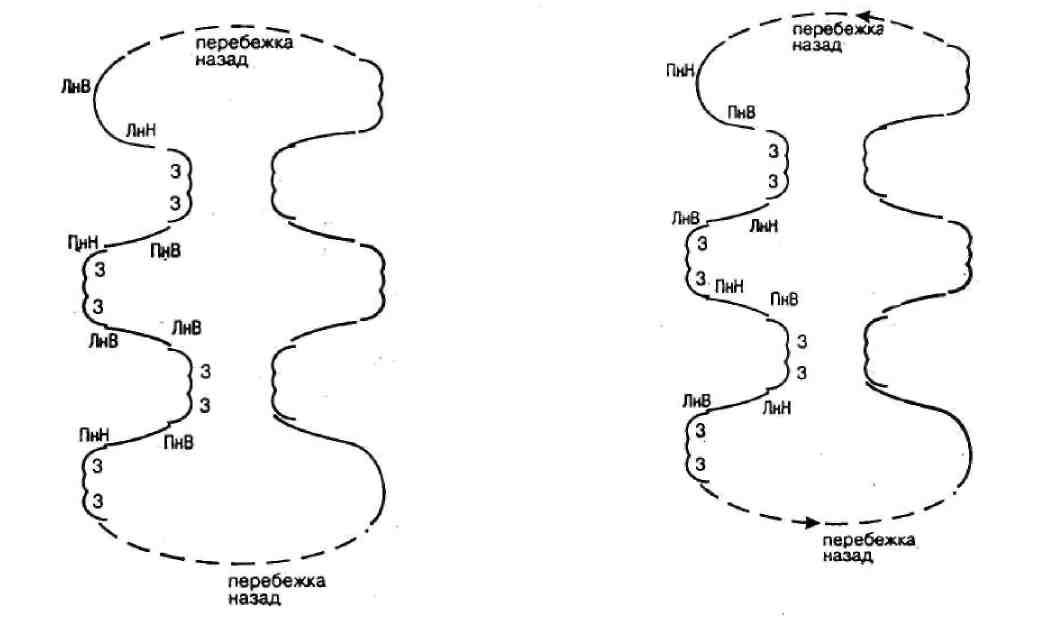 перебежка
назад
ЛнВ
ЛнН
З
З
ПнН
ПнВ
З
З
ЛнВ
ЛнВ
З
З
ПнН
ПнВ
З
З
перебежка
назад
перебежка
назад
ПнН
ПнВ
З
З
ЛнВ
ЛнН
З
З
ПнН
ПнВ
З
З
ЛнВ
ЛнН
З
З
перебежка
назад